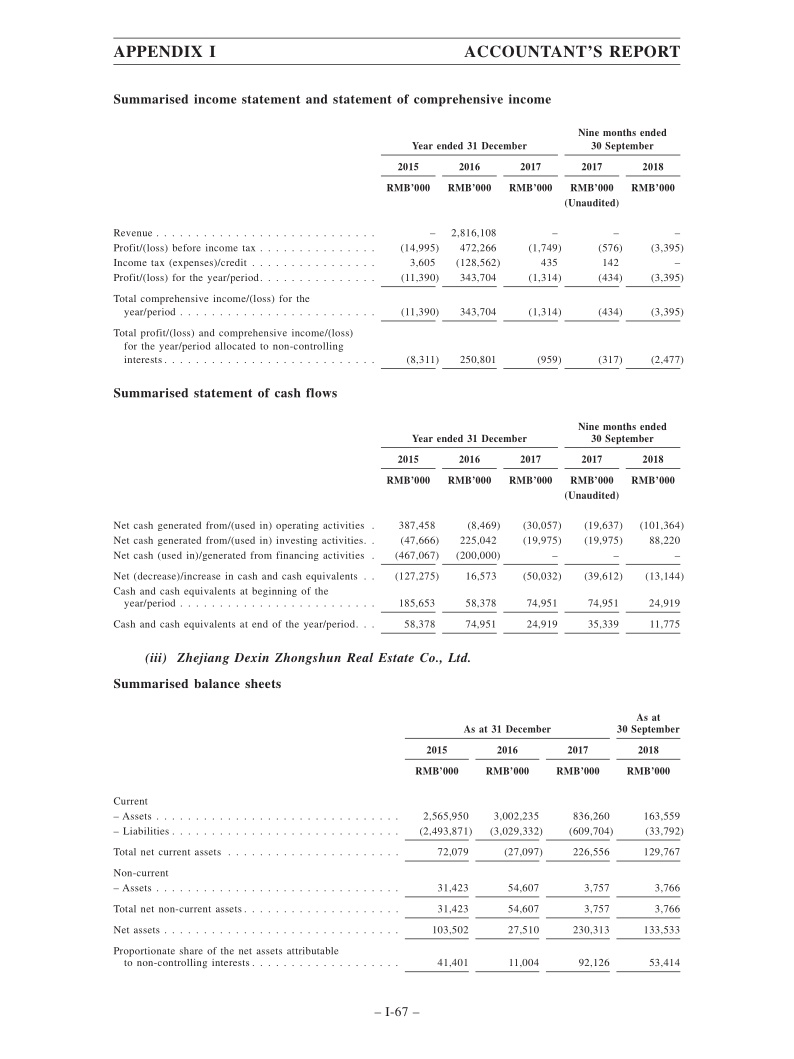 APPENDIX I ACCOUNTANT'S REPORT
Summarised income statement and statement of comprehensive income
Nine months ended
Year ended 31 December 30 September
2015 2016 2017 2017 2018
RMB'000 RMB'000 RMB'000 RMB'000 RMB'000
(Unaudited)
Revenue . . . . . . . . . . . . . . . . . . . . . . . . . . . . – 2,816,108 – – –
Profit/(loss) before income tax . . . . . . . . . . . . . . . (14,995) 472,266 (1,749) (576) (3,395)
Income tax (expenses)/credit . . . . . . . . . . . . . . . . 3,605 (128,562) 435 142 –
Profit/(loss) for the year/period. . . . . . . . . . . . . . . (11,390) 343,704 (1,314) (434) (3,395)
Total comprehensive income/(loss) for the
year/period . . . . . . . . . . . . . . . . . . . . . . . . . (11,390) 343,704 (1,314) (434) (3,395)
Total profit/(loss) and comprehensive income/(loss)
for the year/period allocated to non-controlling
interests. . . . . . . . . . . . . . . . . . . . . . . . . . . (8,311) 250,801 (959) (317) (2,477)
Summarised statement of cash flows
Nine months ended
Year ended 31 December 30 September
2015 2016 2017 2017 2018
RMB'000 RMB'000 RMB'000 RMB'000 RMB'000
(Unaudited)
Net cash generated from/(used in) operating activities . 387,458 (8,469) (30,057) (19,637) (101,364)
Net cash generated from/(used in) investing activities. . (47,666) 225,042 (19,975) (19,975) 88,220
Net cash (used in)/generated from financing activities . (467,067) (200,000) – – –
Net (decrease)/increase in cash and cash equivalents . . (127,275) 16,573 (50,032) (39,612) (13,144)
Cash and cash equivalents at beginning of the
year/period . . . . . . . . . . . . . . . . . . . . . . . . . 185,653 58,378 74,951 74,951 24,919
Cash and cash equivalents at end of the year/period. . . 58,378 74,951 24,919 35,339 11,775
(iii) Zhejiang Dexin Zhongshun Real Estate Co., Ltd.
Summarised balance sheets
As at
As at 31 December 30 September
2015 2016 2017 2018
RMB'000 RMB'000 RMB'000 RMB'000
Current
– Assets . . . . . . . . . . . . . . . . . . . . . . . . . . . . . . . 2,565,950 3,002,235 836,260 163,559
– Liabilities . . . . . . . . . . . . . . . . . . . . . . . . . . . . . (2,493,871) (3,029,332) (609,704) (33,792)
Total net current assets . . . . . . . . . . . . . . . . . . . . . . 72,079 (27,097) 226,556 129,767
Non-current
– Assets . . . . . . . . . . . . . . . . . . . . . . . . . . . . . . . 31,423 54,607 3,757 3,766
Total net non-current assets . . . . . . . . . . . . . . . . . . . . 31,423 54,607 3,757 3,766
Net assets . . . . . . . . . . . . . . . . . . . . . . . . . . . . . . 103,502 27,510 230,313 133,533
Proportionate share of the net assets attributable
to non-controlling interests . . . . . . . . . . . . . . . . . . . 41,401 11,004 92,126 53,414
– I-67 –